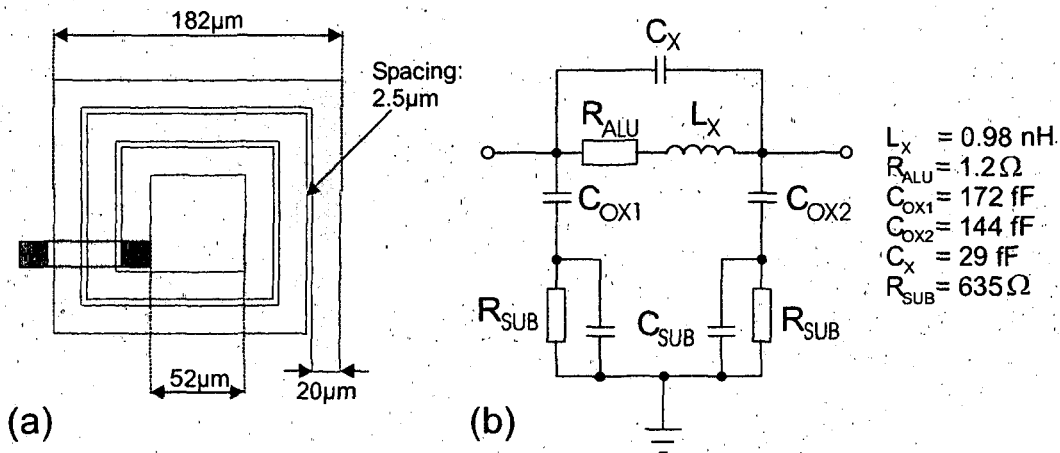 182µm
Spacing:
2.5µm
52µm
20µm
(a)
C_X
R_ALU
L_X
C_OX1
C_OX2
R_SUB
C_SUB
R_SUB
(b)
L_X = 0.98 nH
R_ALU = 1.2Ω
C_OX1 = 172 fF
C_OX2 = 144 fF
C_X = 29 fF
R_SUB = 635Ω